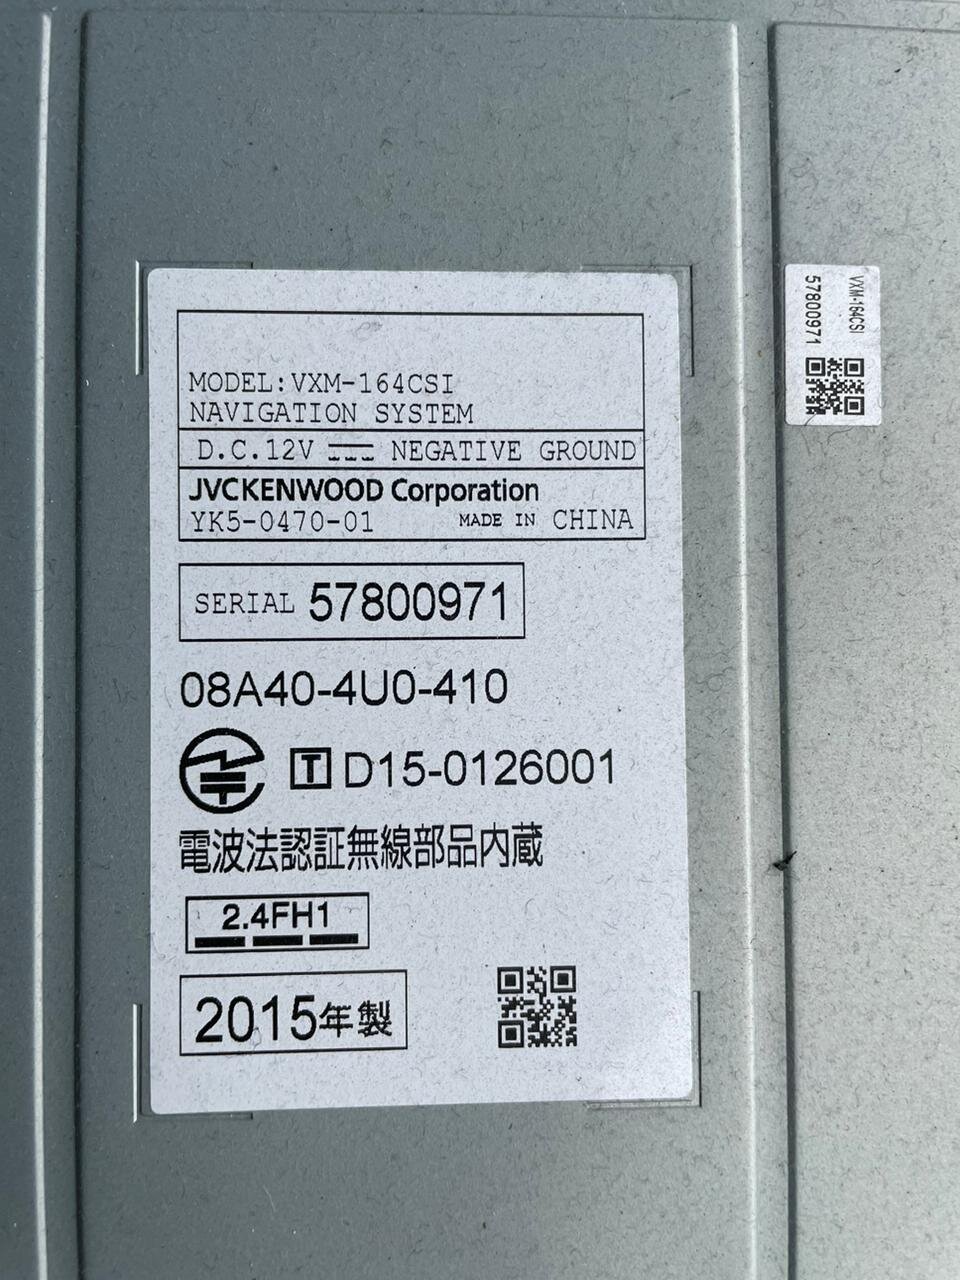 MODEL:VXM-164CSI
NAVIGATION SYSTEM
D.C.12V NEGATIVE GROUND
JVCKENWOOD Corporation
YK5-0470-01 MADE IN CHINA
SERIAL 57800971
08A40-4U0-410
T D15-0126001
電波法認証無線部品内蔵
2.4FH1
2015年製
VXM-164CSI
57800971